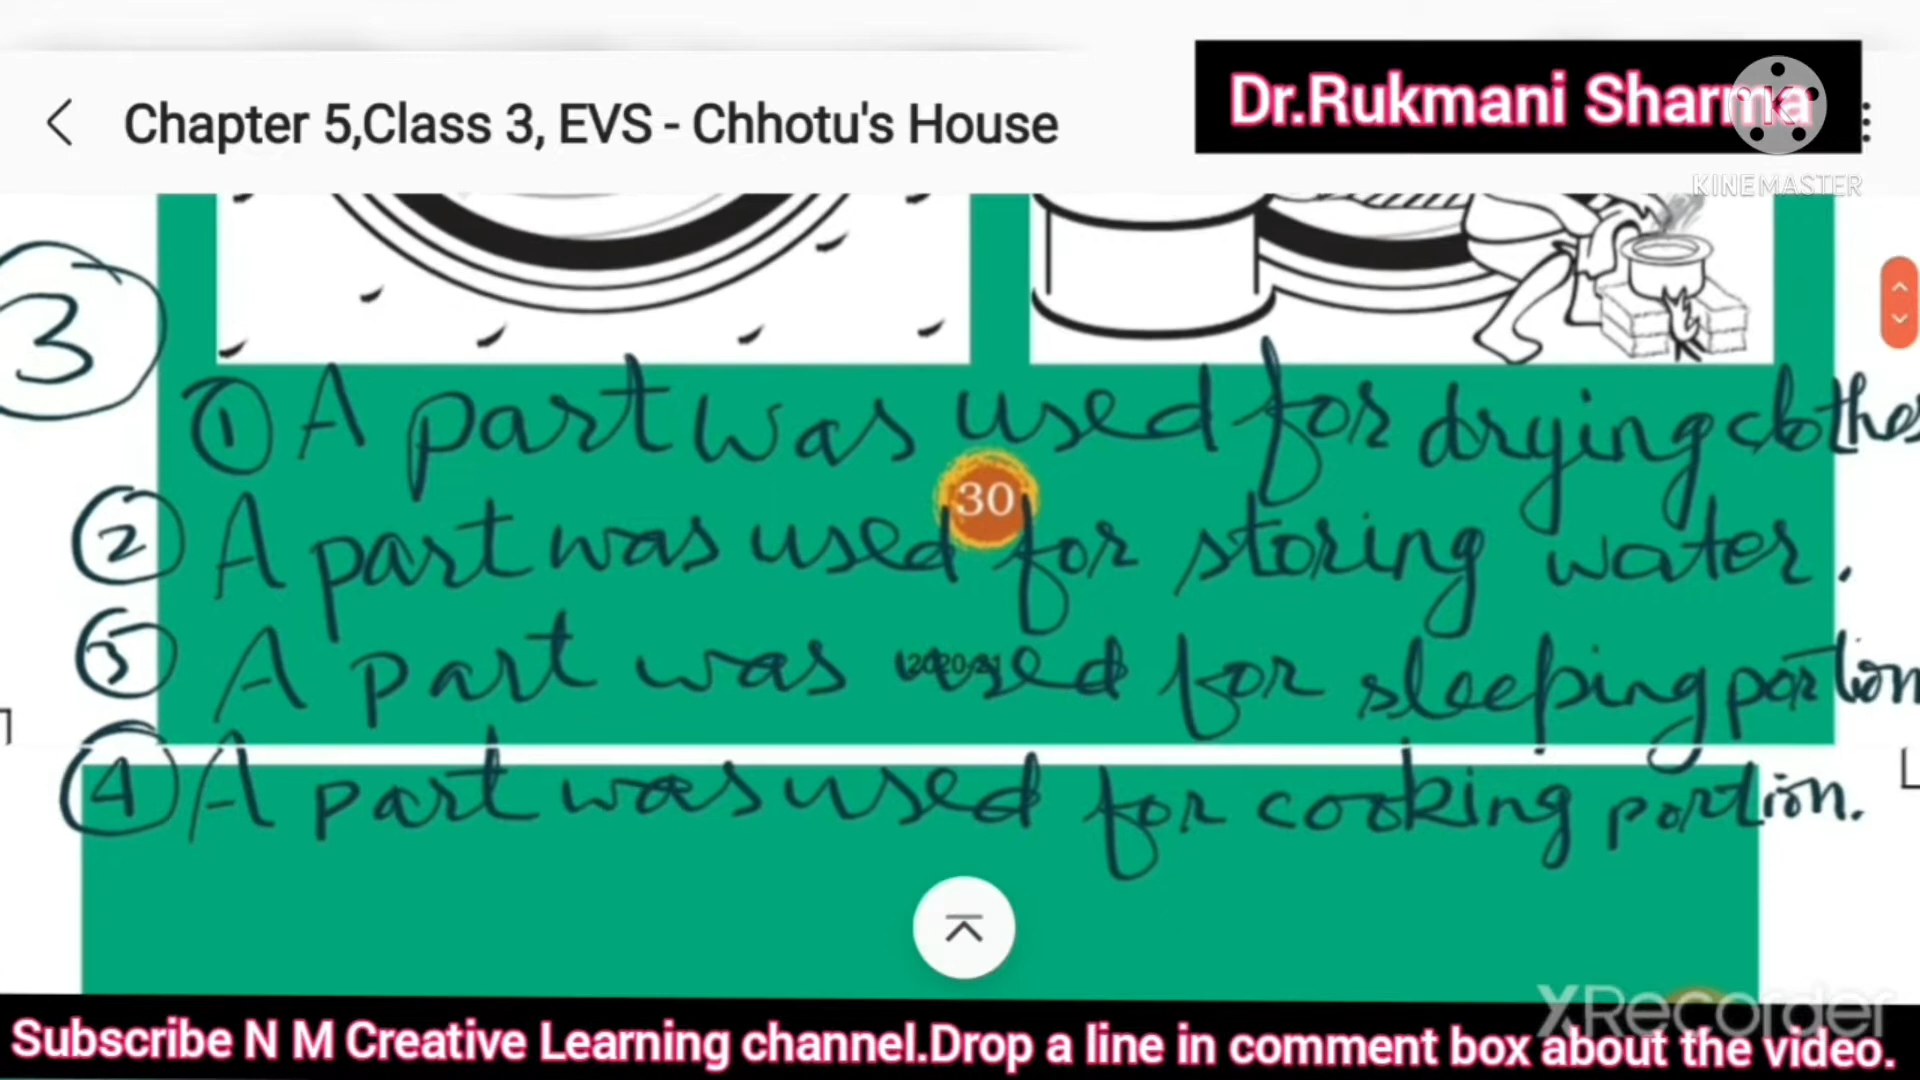 Dr.Rukmani Sharma
Chapter 5,Class 3, EVS - Chhotu's House
KINEMASTER
3
① A part was used for drying clothes
30
② A part was used for storing water.
2020-21
③ A part was used for sleeping portion
④ A part was used for cooking portion.
XRecorder
Subscribe N M Creative Learning channel.Drop a line in comment box about the video.